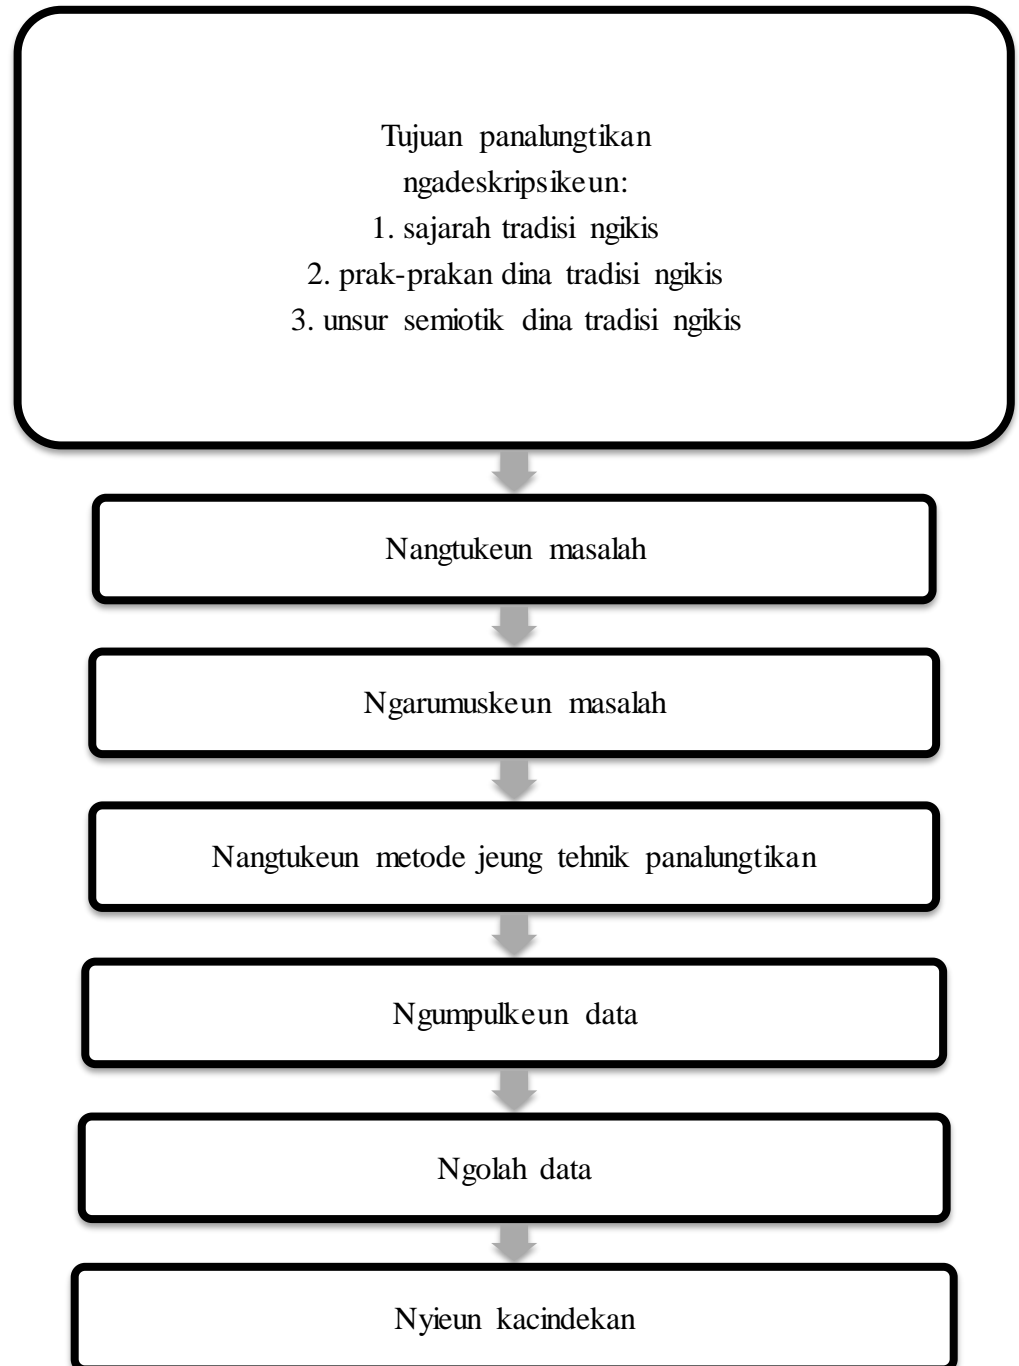 Tujuan panalungtikan
ngadeskripsikeun:
1. sajarah tradisi ngikis
2. prak-prakan dina tradisi ngikis
3. unsur semiotik dina tradisi ngikis
Nangtukeun masalah
Ngarumuskeun masalah
Nangtukeun metode jeung tehnik panalungtikan
Ngumpulkeun data
Ngolah data
Nyieun kacindekan